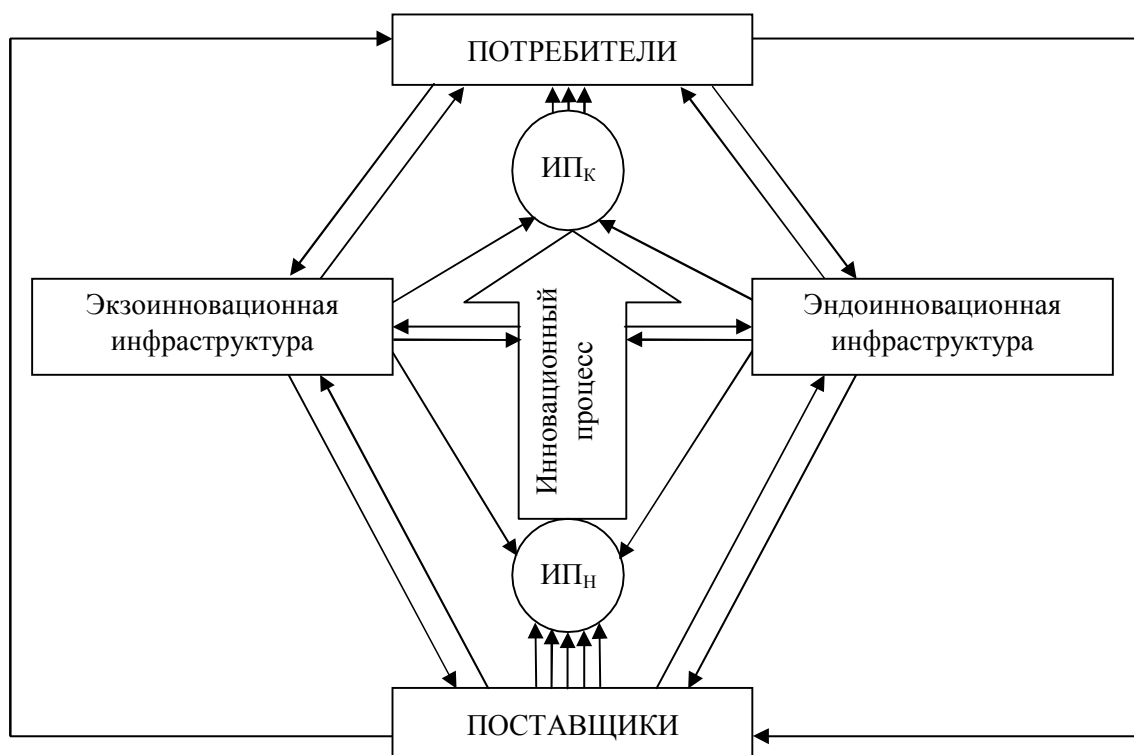 ПОТРЕБИТЕЛИ
ИПК
Экзоинновационная
инфраструктура
Инновационный
процесс
Эндоинновационная
инфраструктура
ИПН
ПОСТАВЩИКИ